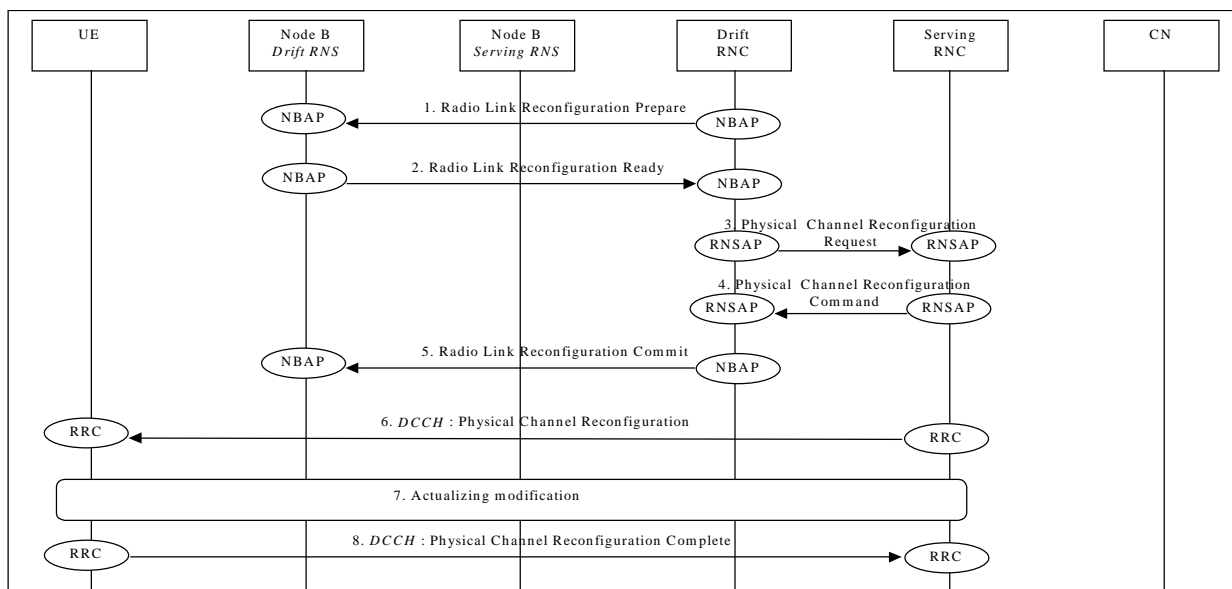 UE
Node B
Drift RNS
Node B
Serving RNS
Drift
RNC
Serving
RNC
CN
1. Radio Link Reconfiguration Prepare
NBAP
NBAP
2. Radio Link Reconfiguration Ready
NBAP
NBAP
3. Physical Channel Reconfiguration
Request
RNSAP
RNSAP
4. Physical Channel Reconfiguration
Command
RNSAP
RNSAP
5. Radio Link Reconfiguration Commit
NBAP
NBAP
6. DCCH : Physical Channel Reconfiguration
RRC
RRC
7. Actualizing modification
8. DCCH : Physical Channel Reconfiguration Complete
RRC
RRC